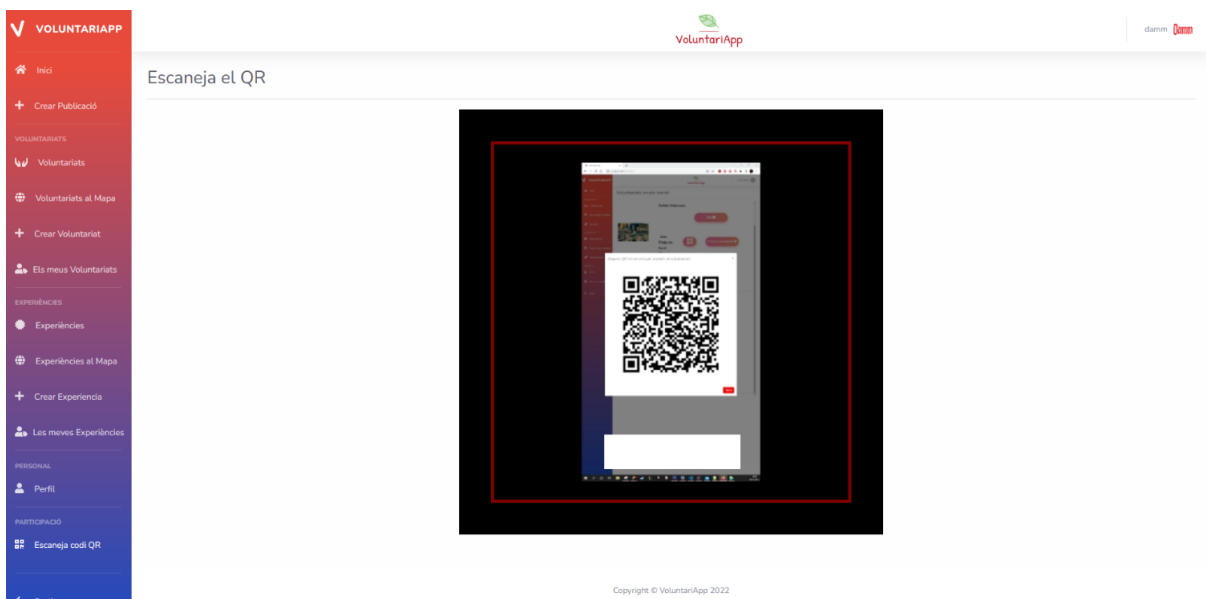 VOLUNTARIAPP
VoluntariApp
damm Damm
Inici
Escaneja el QR
Crear Publicació
VOLUNTARIATS
Voluntariats
Voluntariats al Mapa
Crear Voluntariat
Els meus Voluntariats
EXPERIÈNCIES
Experiències
Experiències al Mapa
Crear Experiencia
Les meves Experiències
PERSONAL
Perfil
PARTICIPACIÓ
Escaneja codi QR
Copyright © VoluntariApp 2022